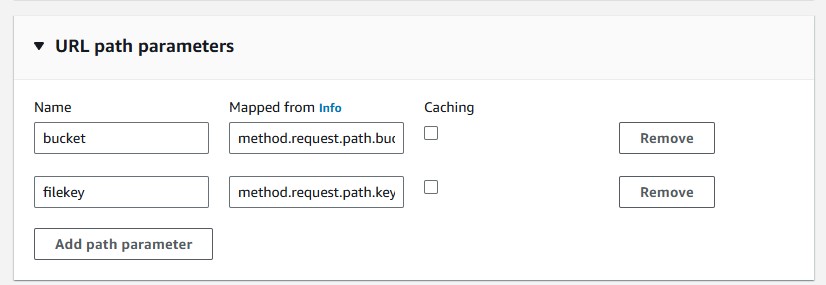 ▼ URL path parameters
Name Mapped from Info Caching
bucket method.request.path.buc Remove
filekey method.request.path.key Remove
Add path parameter